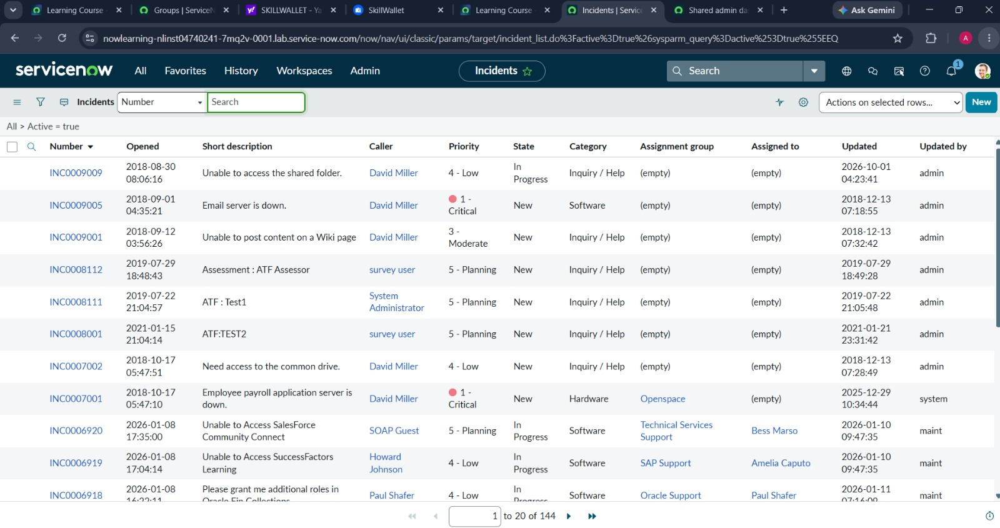 Learning Course
Groups | ServiceN
SKILLWALLET - Ya
SkillWallet
Learning Course
Incidents | Servic
Shared admin da
Ask Gemini
nowlearning-nlinst04740241-7mq2v-0001.lab.service-now.com/now/nav/ui/classic/params/target/incident_list.do%3Factive%3Dtrue%26sysparm_query%3Dactive%253Dtrue%255EEQ
A
servicenow
All
Favorites
History
Workspaces
Admin
Incidents
Search
1
Incidents
Number
Search
Actions on selected rows...
New
All > Active = true
Number Opened Short description Caller Priority State Category Assignment group Assigned to Updated Updated by
INC0009009 2018-08-30 08:06:16 Unable to access the shared folder. David Miller 4 - Low In Progress Inquiry / Help (empty) (empty) 2026-10-01 04:23:41 admin
INC0009005 2018-09-01 04:35:21 Email server is down. David Miller 1 - Critical New Software (empty) (empty) 2018-12-13 07:18:55 admin
INC0009001 2018-09-12 03:56:26 Unable to post content on a Wiki page David Miller 3 - Moderate New Inquiry / Help (empty) (empty) 2018-12-13 07:32:42 admin
INC0008112 2019-07-29 18:48:43 Assessment : ATF Assessor survey user 5 - Planning New Inquiry / Help (empty) (empty) 2019-07-29 18:49:28 admin
INC0008111 2019-07-22 21:04:57 ATF : Test1 System Administrator 5 - Planning New Inquiry / Help (empty) (empty) 2019-07-22 21:05:48 admin
INC0008001 2021-01-15 21:04:14 ATF:TEST2 survey user 5 - Planning New Inquiry / Help (empty) (empty) 2021-01-21 23:31:42 admin
INC0007002 2018-10-17 05:47:51 Need access to the common drive. David Miller 4 - Low New Inquiry / Help (empty) (empty) 2018-12-13 07:28:49 admin
INC0007001 2018-10-17 05:47:10 Employee payroll application server is down. David Miller 1 - Critical New Hardware Openspace (empty) 2025-12-29 10:34:44 system
INC0006920 2026-01-08 17:35:00 Unable to Access SalesForce Community Connect SOAP Guest 5 - Planning In Progress Software Technical Services Support Bess Marso 2026-01-10 09:47:35 maint
INC0006919 2026-01-08 17:04:14 Unable to Access SuccessFactors Learning Howard Johnson 4 - Low In Progress Software SAP Support Amelia Caputo 2026-01-10 09:47:35 maint
INC0006918 2026-01-08 Please grant me additional roles in Oracle Fin Collections Paul Shafer 4 - Low In Progress Software Oracle Support Paul Shafer 2026-01-11 maint
1 to 20 of 144